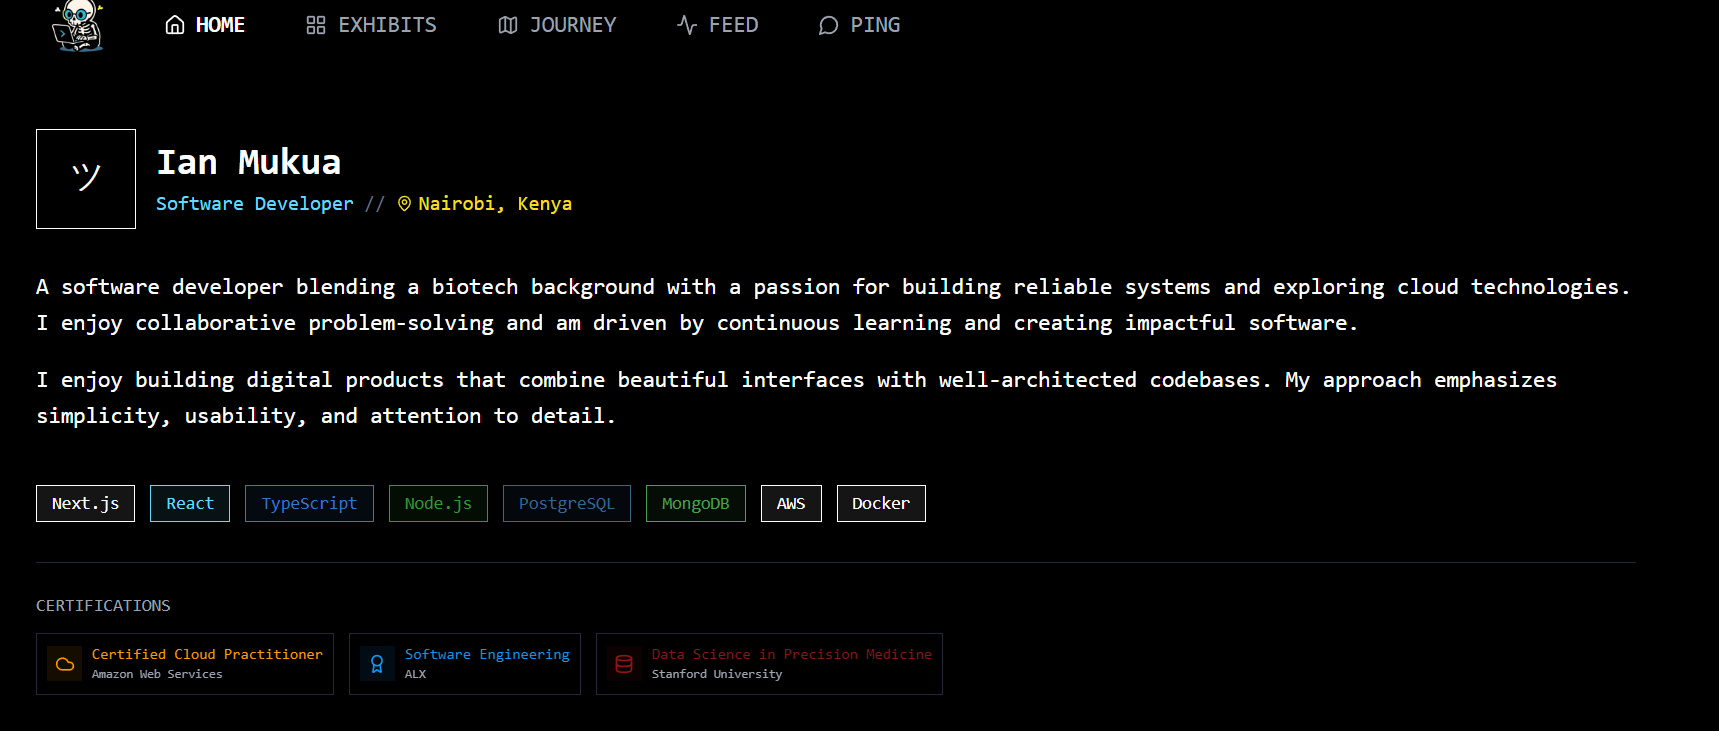 HOME EXHIBITS JOURNEY FEED PING
ツ
Ian Mukua
Software Developer // Nairobi, Kenya
A software developer blending a biotech background with a passion for building reliable systems and exploring cloud technologies.
I enjoy collaborative problem-solving and am driven by continuous learning and creating impactful software.
I enjoy building digital products that combine beautiful interfaces with well-architected codebases. My approach emphasizes
simplicity, usability, and attention to detail.
Next.js React TypeScript Node.js PostgreSQL MongoDB AWS Docker
CERTIFICATIONS
Certified Cloud Practitioner
Amazon Web Services
Software Engineering
ALX
Data Science in Precision Medicine
Stanford University